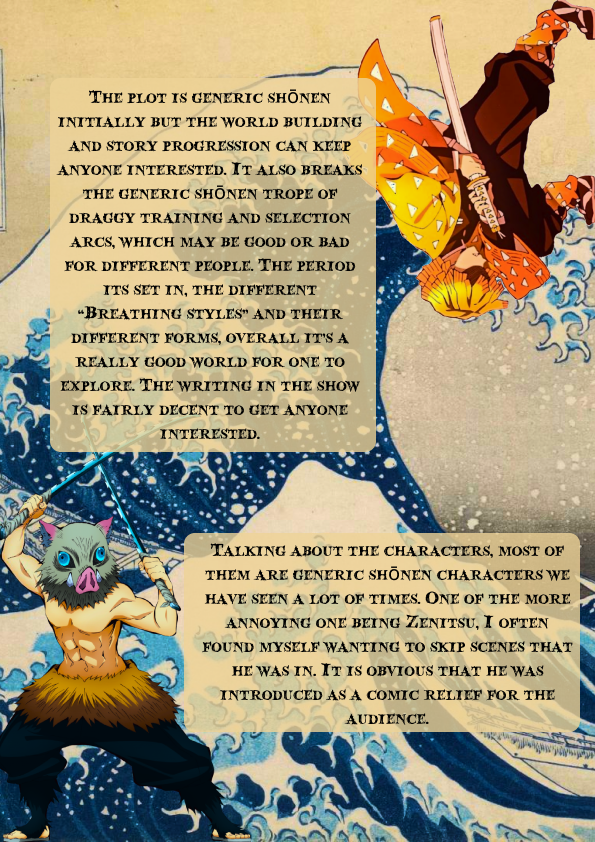 The plot is generic shōnen
initially but the world building
and story progression can keep
anyone interested. It also breaks
the generic shōnen trope of
draggy training and selection
arcs, which may be good or bad
for different people. The period
its set in, the different
“Breathing styles” and their
different forms, overall it's a
really good world for one to
explore. The writing in the show
is fairly decent to get anyone
interested.
Talking about the characters, most of
them are generic shōnen characters we
have seen a lot of times. One of the more
annoying one being Zenitsu, I often
found myself wanting to skip scenes that
he was in. It is obvious that he was
introduced as a comic relief for the
audience.